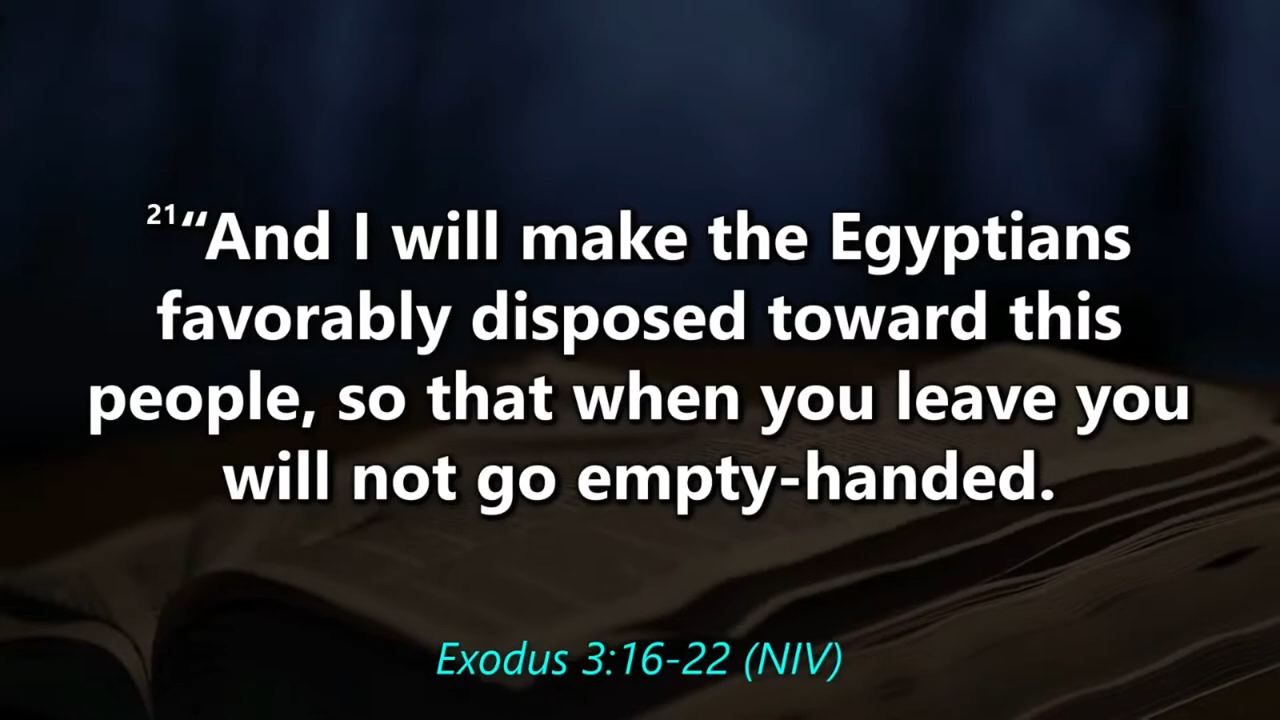 21“And I will make the Egyptians
favorably disposed toward this
people, so that when you leave you
will not go empty-handed.
Exodus 3:16-22 (NIV)